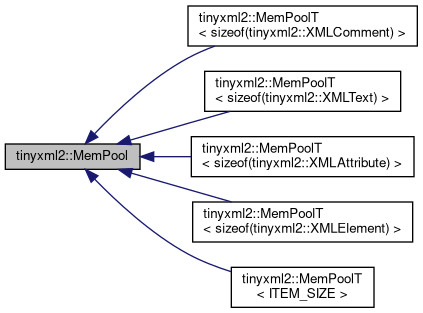 tinyxml2::MemPoolT
< sizeof(tinyxml2::XMLComment) >
tinyxml2::MemPoolT
< sizeof(tinyxml2::XMLText) >
tinyxml2::MemPool
tinyxml2::MemPoolT
< sizeof(tinyxml2::XMLAttribute) >
tinyxml2::MemPoolT
< sizeof(tinyxml2::XMLElement) >
tinyxml2::MemPoolT
< ITEM_SIZE >